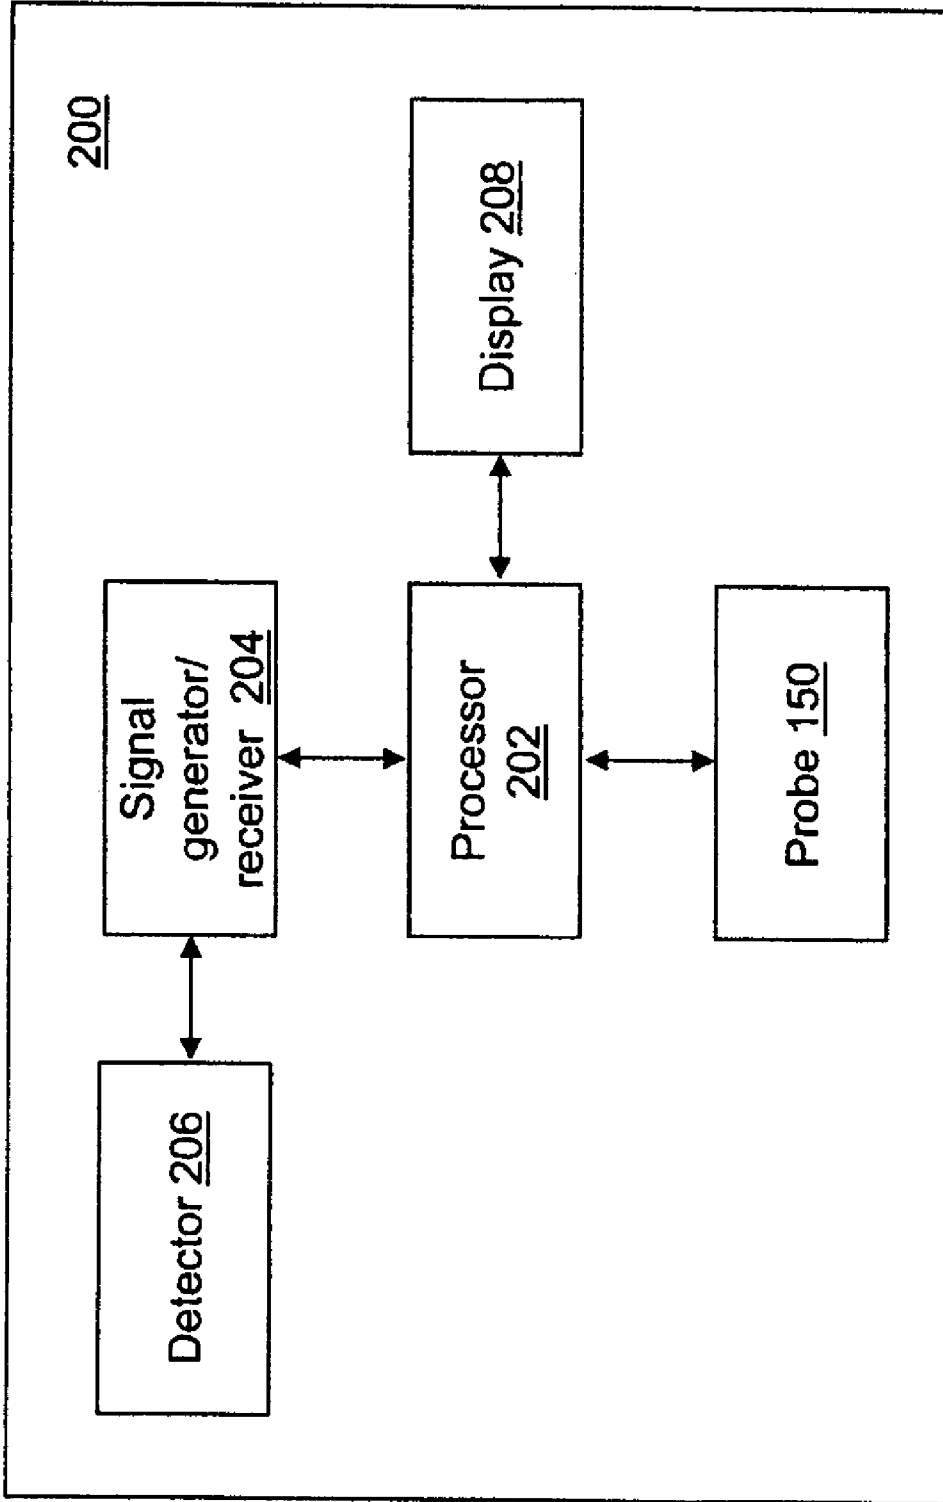 200
Detector 206
Signal
generator/
receiver 204
Processor
202
Display 208
Probe 150